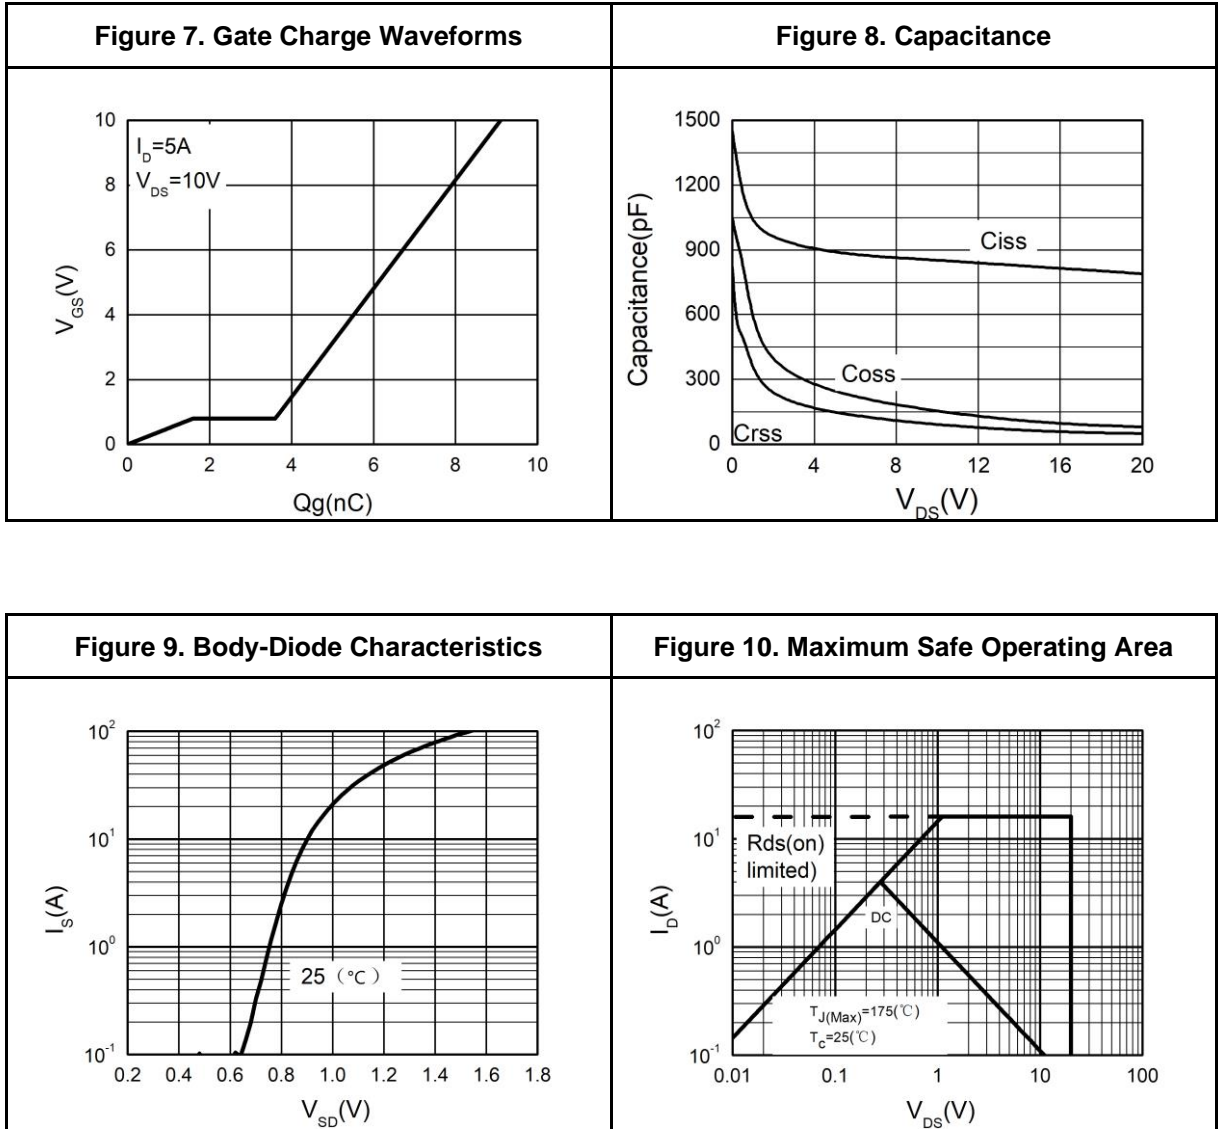 Figure 7. Gate Charge Waveforms
Figure 8. Capacitance
10
8
6
4
2
0
I_D=5A
V_DS=10V
V_GS(V)
0 2 4 6 8 10
Qg(nC)
1500
1200
900
600
300
0
Capacitance(pF)
Ciss
Coss
Crss
0 4 8 12 16 20
V_DS(V)
Figure 9. Body-Diode Characteristics
Figure 10. Maximum Safe Operating Area
10^2
10^1
10^0
10^-1
I_S(A)
25 (℃)
0.2 0.4 0.6 0.8 1.0 1.2 1.4 1.6 1.8
V_SD(V)
10^2
10^1
10^0
10^-1
I_D(A)
Rds(on)
limited)
DC
T_J(Max)=175(℃)
T_C=25(℃)
0.01 0.1 1 10 100
V_DS(V)